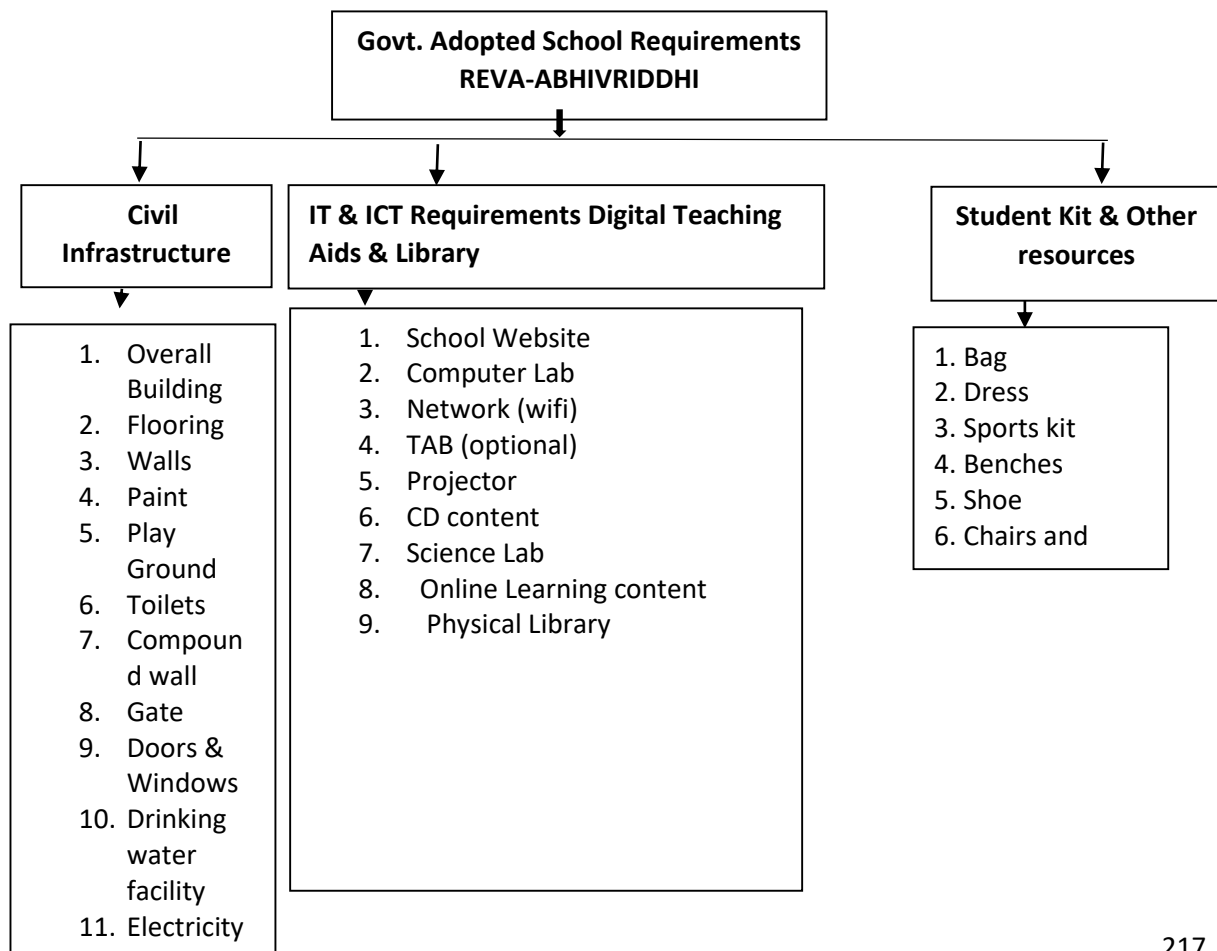 Govt. Adopted School Requirements
REVA-ABHIVRIDDHI
Civil
Infrastructure
IT & ICT Requirements Digital Teaching
Aids & Library
Student Kit & Other
resources
1. Overall
Building
2. Flooring
3. Walls
4. Paint
5. Play
Ground
6. Toilets
7. Compoun
d wall
8. Gate
9. Doors &
Windows
10. Drinking
water
facility
11. Electricity
1. School Website
2. Computer Lab
3. Network (wifi)
4. TAB (optional)
5. Projector
6. CD content
7. Science Lab
8. Online Learning content
9. Physical Library
1. Bag
2. Dress
3. Sports kit
4. Benches
5. Shoe
6. Chairs and
217